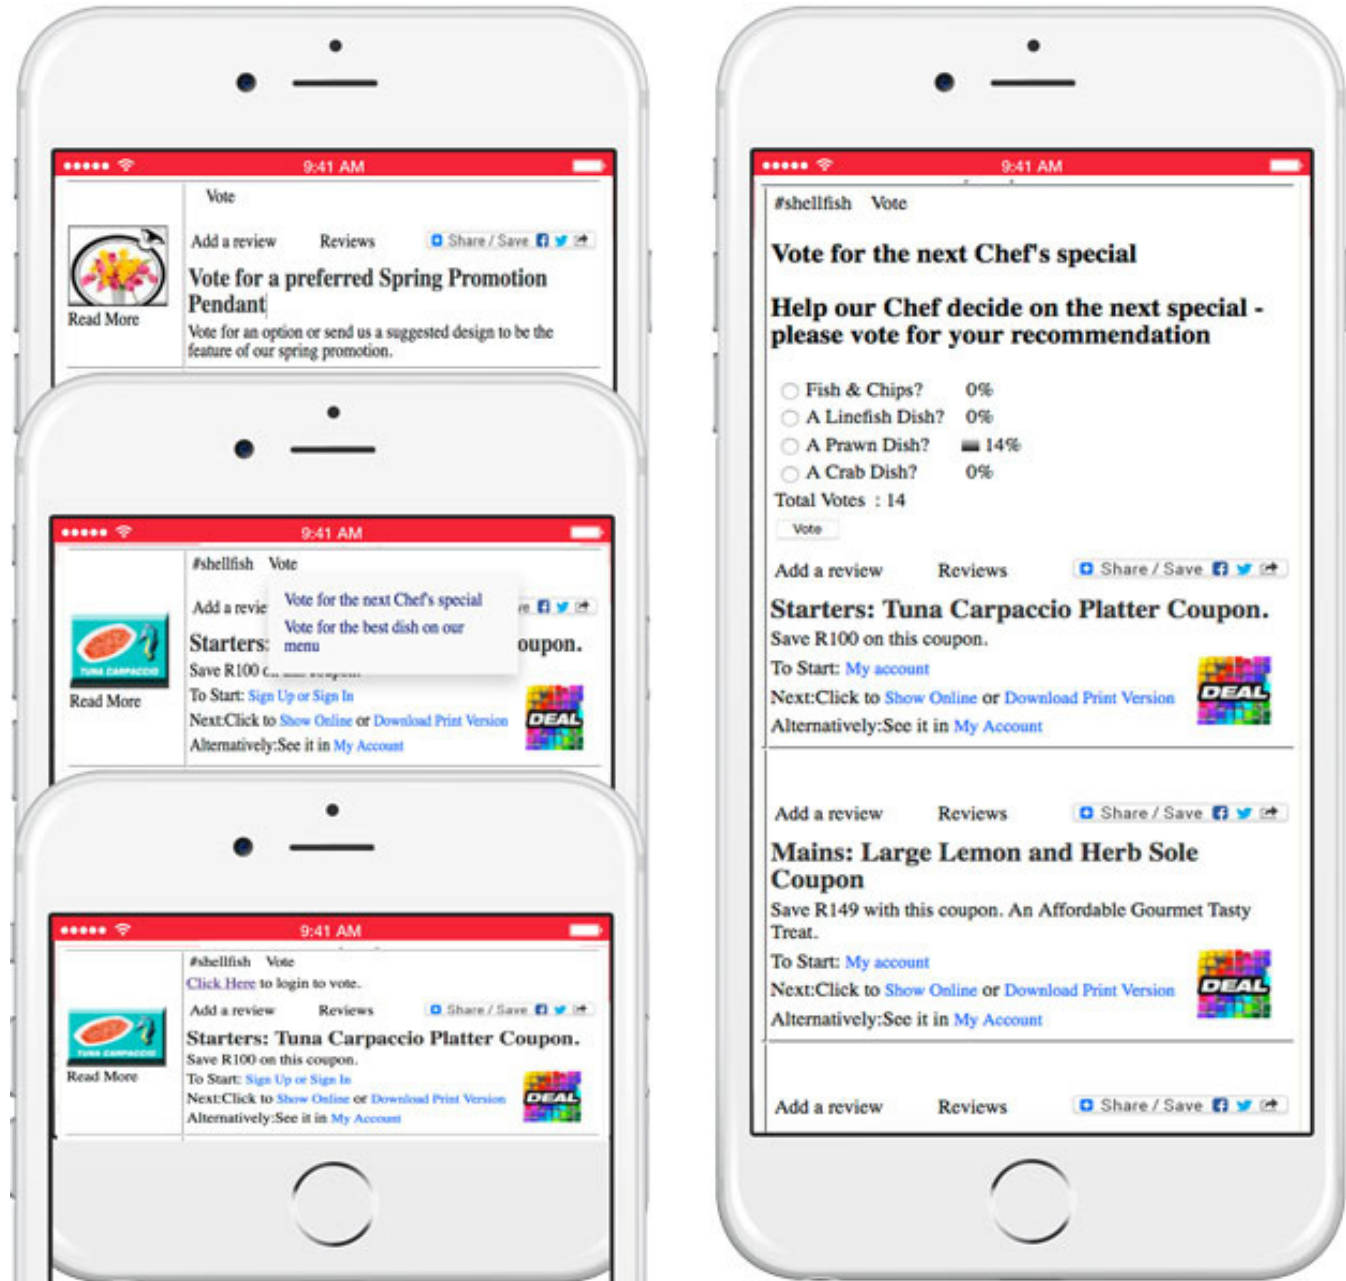 9:41 AM
Vote
Add a review Reviews Share / Save
Vote for a preferred Spring Promotion
Pendant
Read More
Vote for an option or send us a suggested design to be the
feature of our spring promotion.
9:41 AM
#shellfish Vote
Vote for the next Chef's special
Add a revie
Vote for the best dish on our
menu
Starters: oupon.
TUNA CARPACCIO
Save R100
Read More
To Start: Sign Up or Sign In
Next:Click to Show Online or Download Print Version
DEAL
Alternatively:See it in My Account
9:41 AM
#shellfish Vote
Click Here to login to vote.
Add a review Reviews Share / Save
Starters: Tuna Carpaccio Platter Coupon.
TUNA CARPACCIO
Save R100 on this coupon.
Read More
To Start: Sign Up or Sign In
Next:Click to Show Online or Download Print Version
DEAL
Alternatively:See it in My Account
9:41 AM
#shellfish Vote
Vote for the next Chef's special
Help our Chef decide on the next special -
please vote for your recommendation
Fish & Chips? 0%
A Linefish Dish? 0%
A Prawn Dish? 14%
A Crab Dish? 0%
Total Votes : 14
Vote
Add a review Reviews Share / Save
Starters: Tuna Carpaccio Platter Coupon.
Save R100 on this coupon.
To Start: My account
Next:Click to Show Online or Download Print Version
DEAL
Alternatively:See it in My Account
Add a review Reviews Share / Save
Mains: Large Lemon and Herb Sole
Coupon
Save R149 with this coupon. An Affordable Gourmet Tasty
Treat.
To Start: My account
Next:Click to Show Online or Download Print Version
DEAL
Alternatively:See it in My Account
Add a review Reviews Share / Save